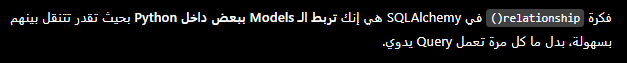 فكرة relationship() في SQLAlchemy هي إنك تربط الـ Models ببعض داخل Python بحيث تقدر تتنقل بينهم
بسهولة، بدل ما كل مرة تعمل Query يدوي.